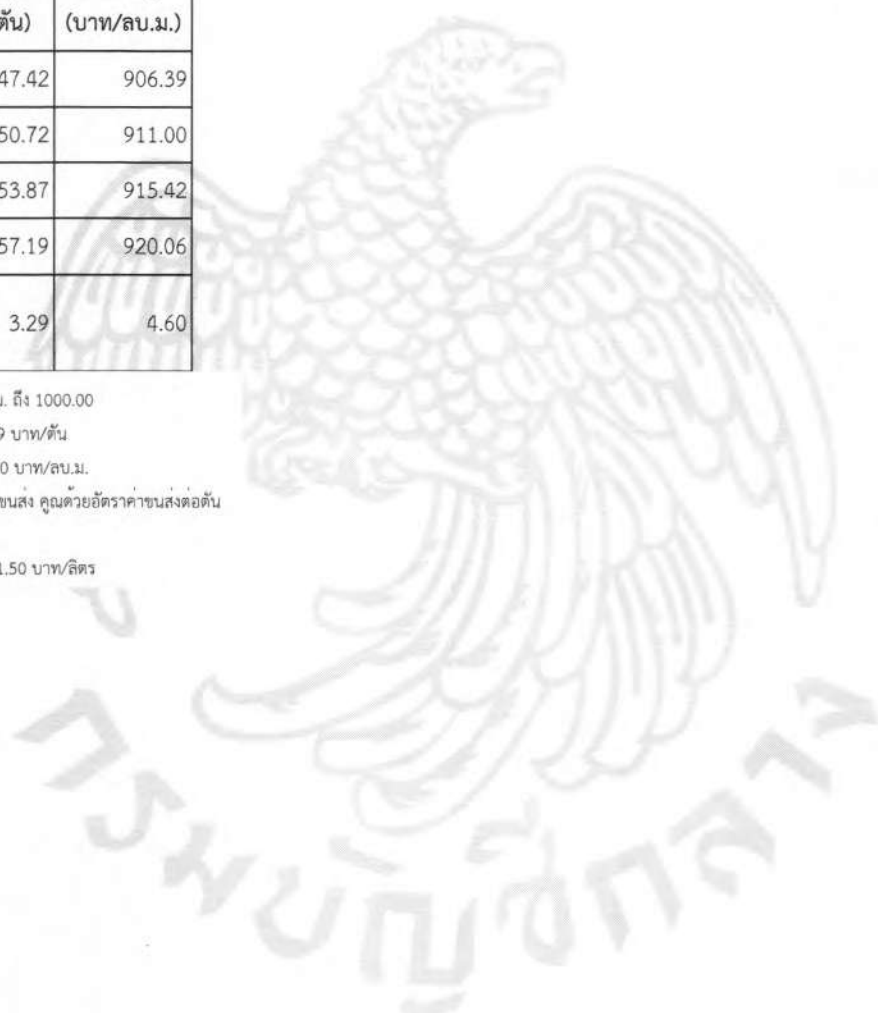 ตัน) (บาท/ลบ.ม.)
47.42 906.39
50.72 911.00
53.87 915.42
57.19 920.06
3.29 4.60
ม. ถึง 1000.00
9 บาท/ตัน
0 บาท/ลบ.ม.
ขนส่ง คูณด้วยอัตราค่าขนส่งต่อตัน
1.50 บาท/ลิตร
กรมบัญชีกลาง